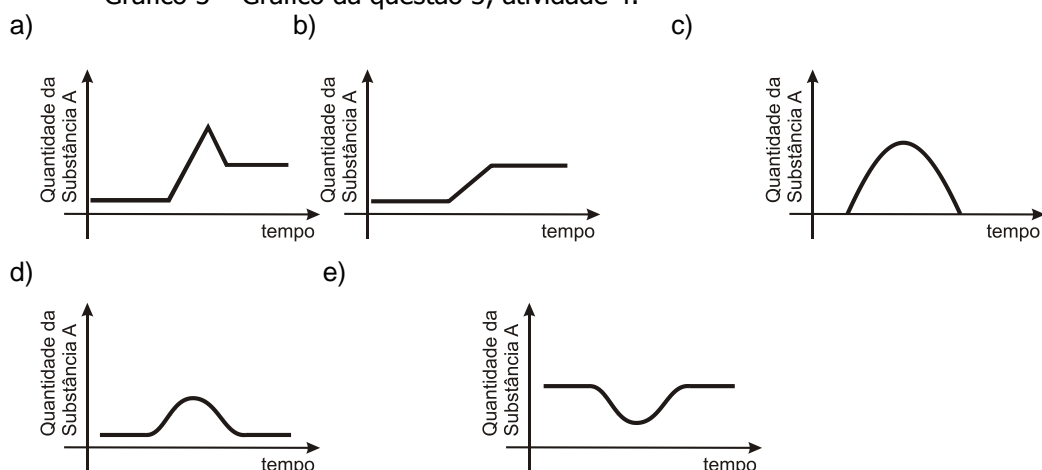 Gráfico 3 – Gráfico da questão 3, atividade 4.
a)
b)
c)
Quantidade da
Substância A
tempo
Quantidade da
Substância A
tempo
Quantidade da
Substância A
tempo
d)
e)
Quantidade da
Substância A
tempo
Quantidade da
Substância A
tempo